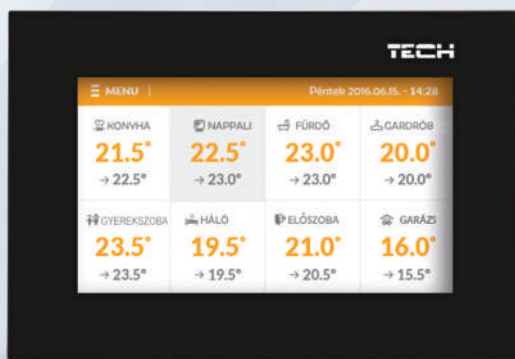 TECH
MENU Péntek 2016.06.15. - 14:28
KONYHA NAPPALI FÜRDŐ GARDRÓB
21.5° 22.5° 23.0° 20.0°
→ 22.5° → 23.0° → 23.0° → 20.0°
GYEREKSZOBA HÁLÓ ELŐSZOBA GARÁZS
23.5° 19.5° 21.0° 16.0°
→ 23.5° → 19.5° → 20.5° → 15.5°